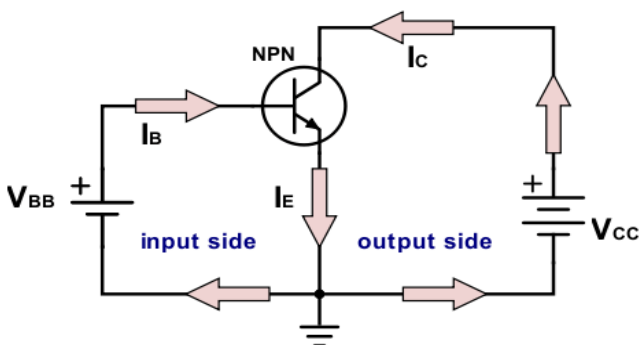 NPN
IC
IB
+
VBB
IE
+
VCC
input side
output side